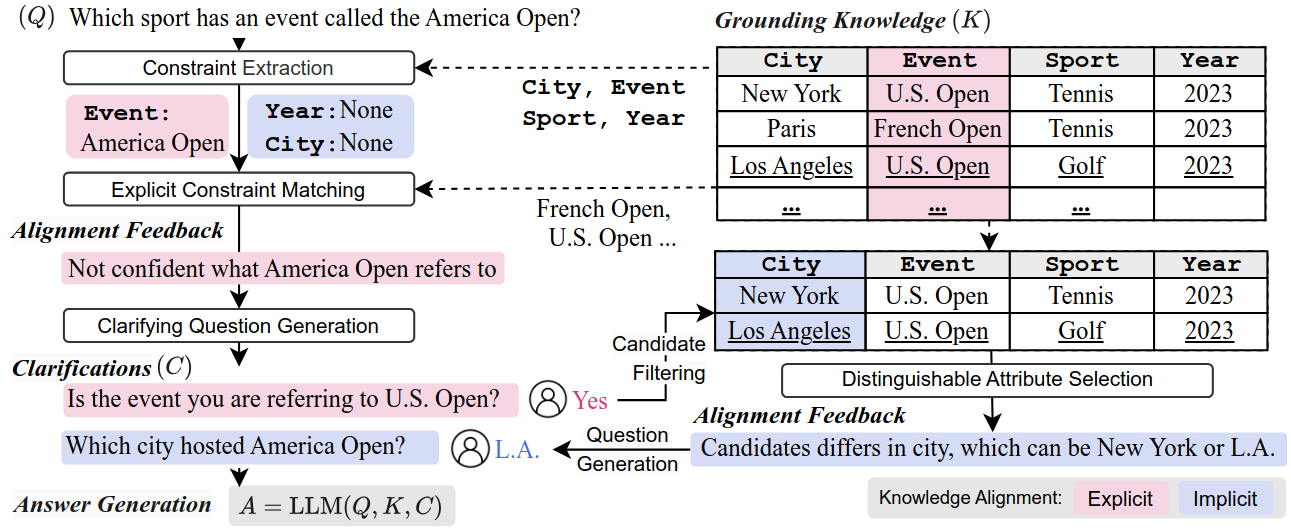 (Q) Which sport has an event called the America Open?
Constraint Extraction
Event:
America Open
Year:None
City:None
Explicit Constraint Matching
Alignment Feedback
Not confident what America Open refers to
Clarifying Question Generation
Clarifications (C)
Is the event you are referring to U.S. Open?
Yes
Which city hosted America Open?
L.A.
Answer Generation
A = LLM(Q, K, C)
City, Event
Sport, Year
French Open,
U.S. Open ...
Grounding Knowledge (K)
City Event Sport Year
New York U.S. Open Tennis 2023
Paris French Open Tennis 2023
Los Angeles U.S. Open Golf 2023
... ... ...
City Event Sport Year
New York U.S. Open Tennis 2023
Los Angeles U.S. Open Golf 2023
Candidate
Filtering
Distinguishable Attribute Selection
Alignment Feedback
Candidates differs in city, which can be New York or L.A.
Question
Generation
Knowledge Alignment: Explicit Implicit